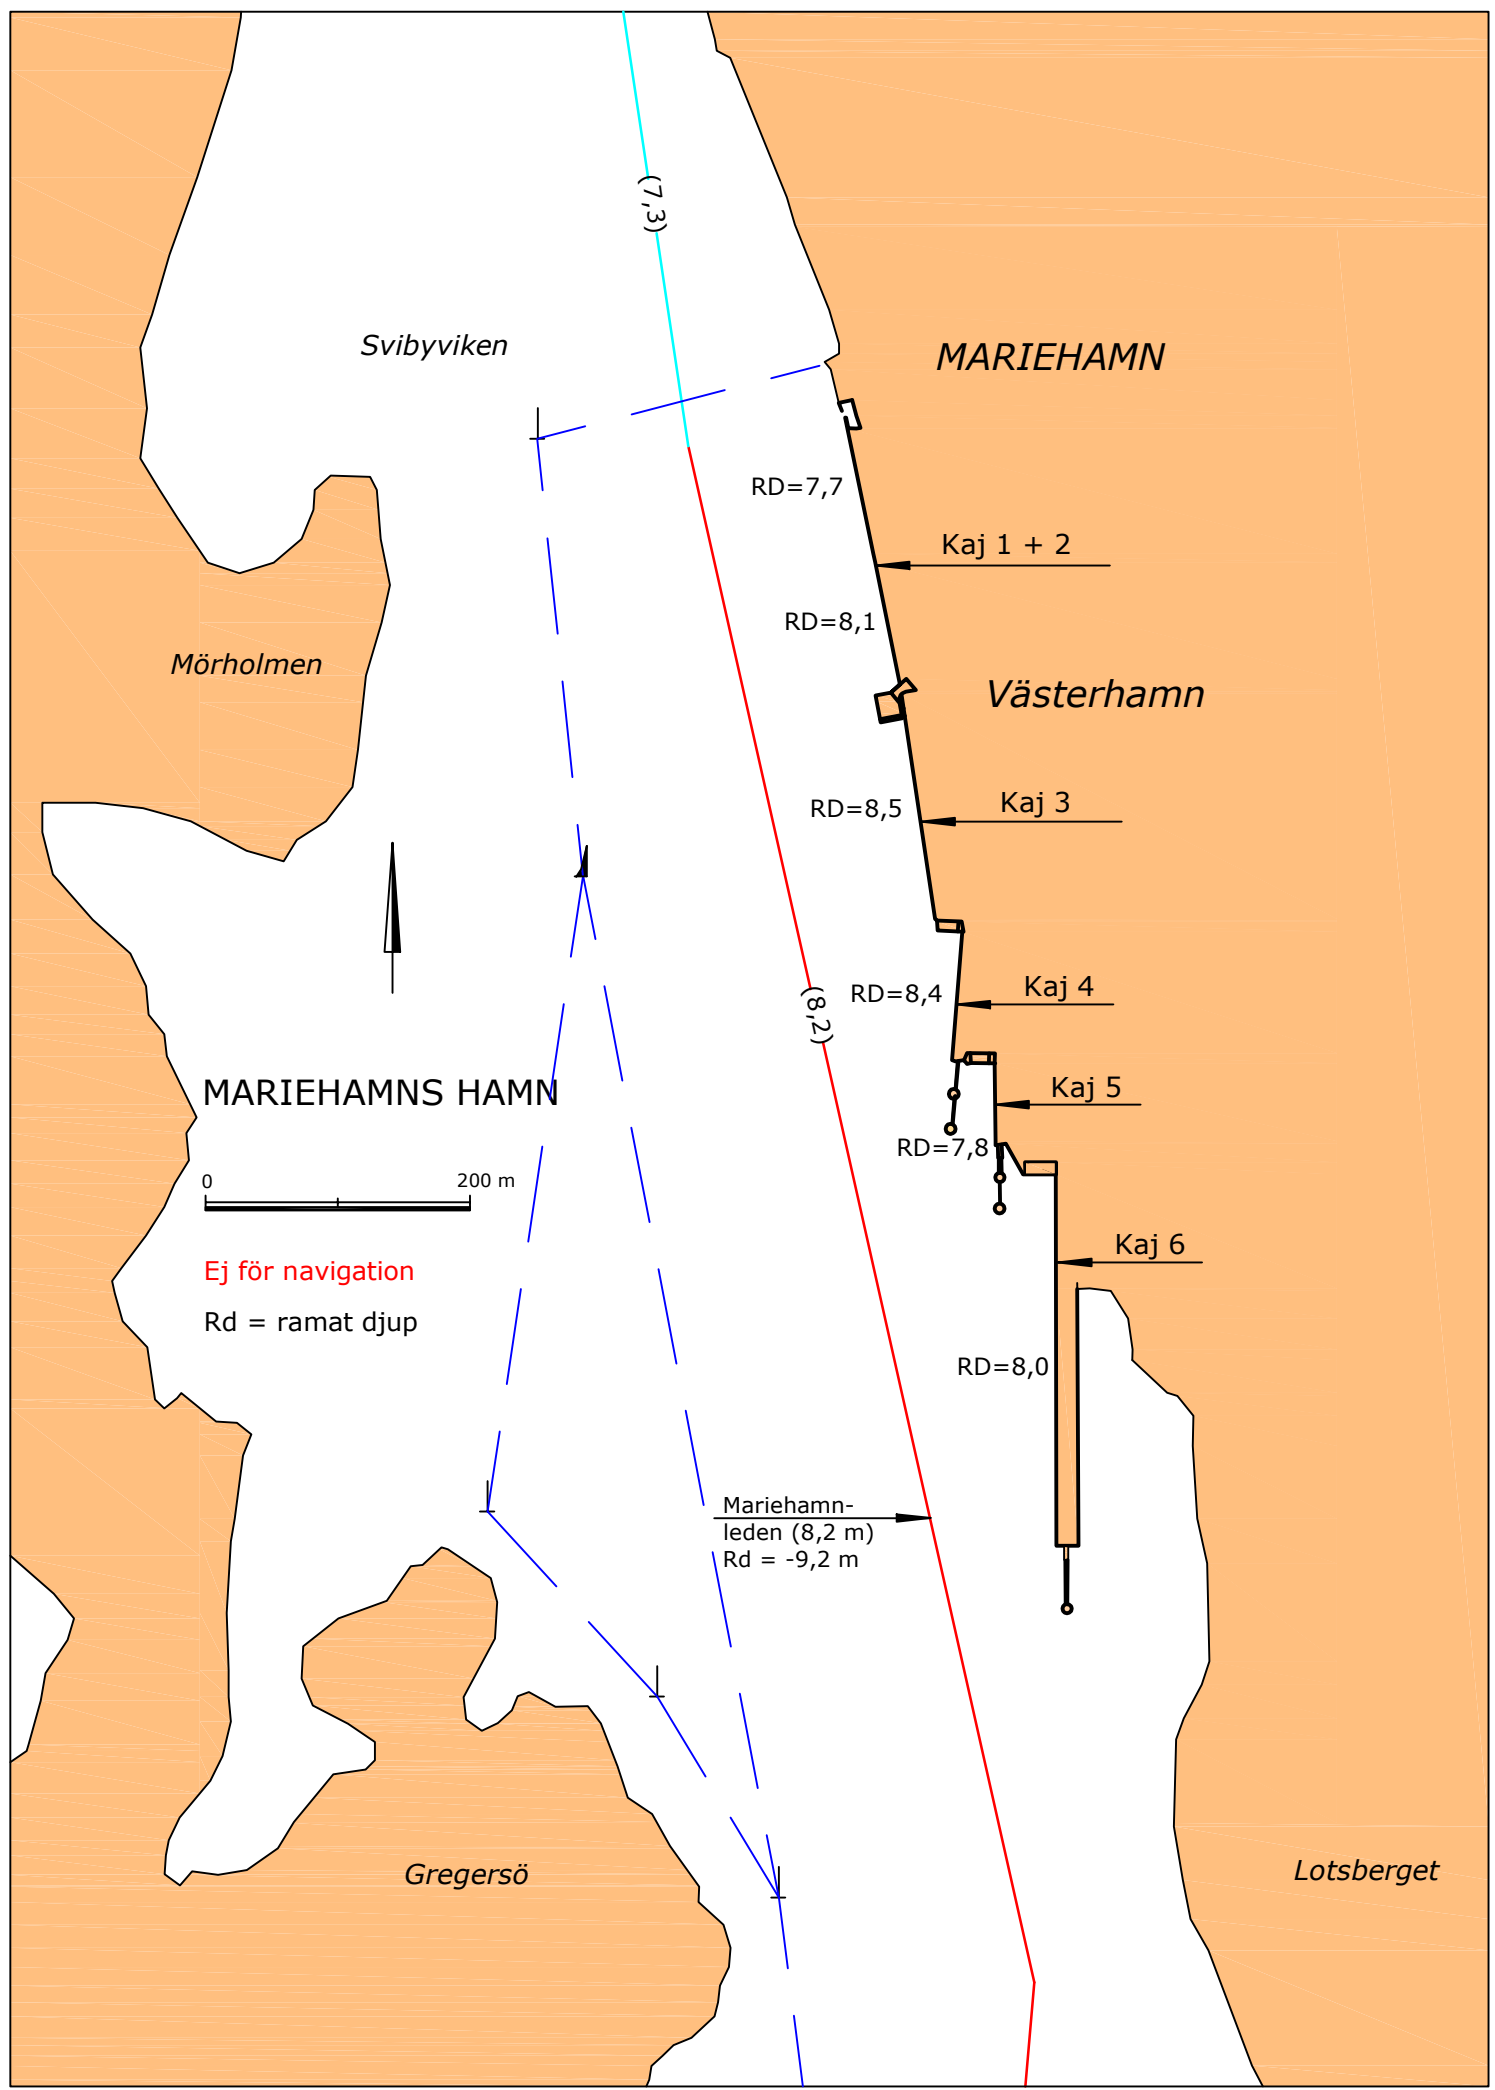 (7,3)
Svibyviken
MARIEHAMN
RD=7,7
Kaj 1 + 2
RD=8,1
Mörholmen
Västerhamn
RD=8,5
Kaj 3
RD=8,4
Kaj 4
(8,2)
MARIEHAMNS HAMN
Kaj 5
RD=7,8
0 200 m
Kaj 6
Ej för navigation
Rd = ramat djup
RD=8,0
Mariehamn-
leden (8,2 m)
Rd = -9,2 m
Gregersö
Lotsberget